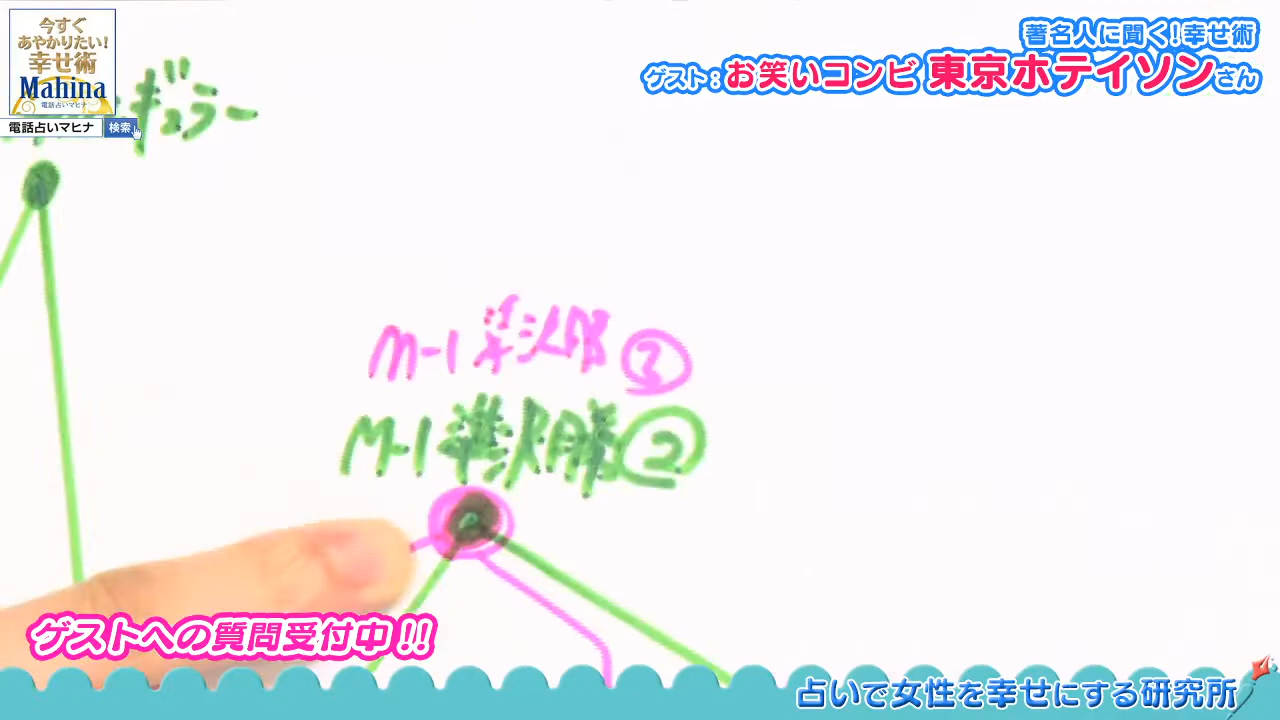 今すぐ
あやかりたい!
幸せ術
Mahina
電話占いマヒナ
電話占いマヒナ 検索
著名人に聞く!幸せ術
ゲスト:お笑いコンビ 東京ホテイソンさん
M-1 準決勝
M-1 準決勝②
ゲストへの質問受付中!!
占いで女性を幸せにする研究所